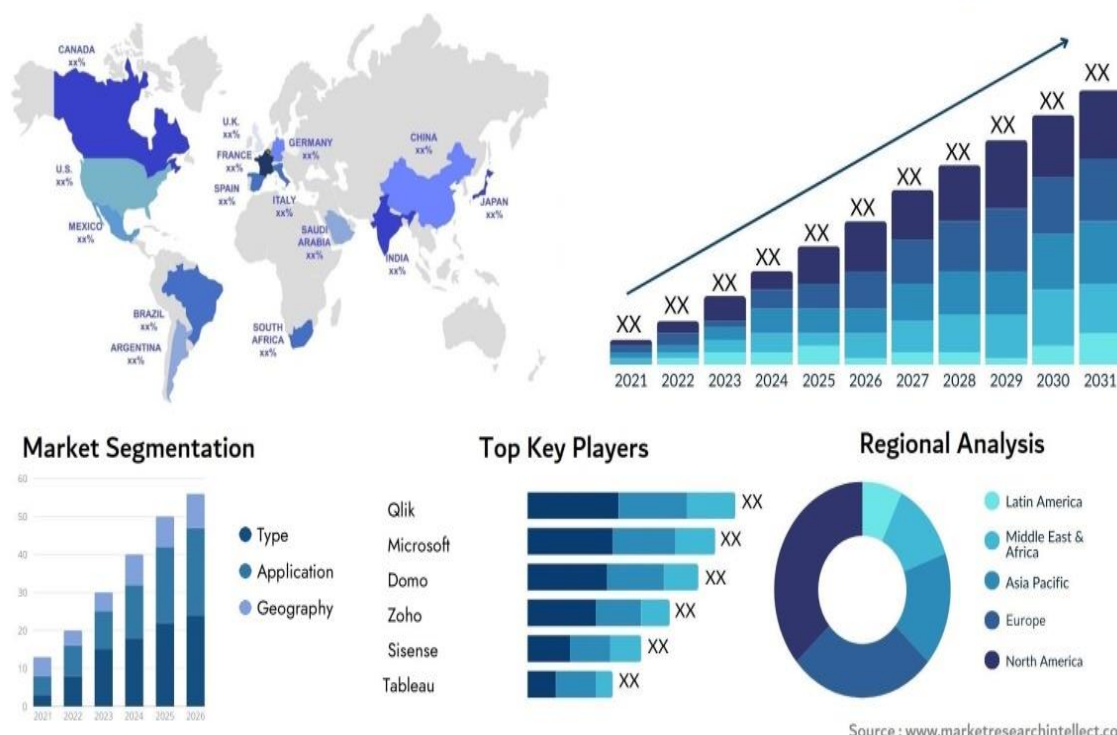 CANADA
xx%
U.S.
xx%
MEXICO
xx%
BRAZIL
xx%
ARGENTINA
xx%
U.K.
xx%
FRANCE
xx%
SPAIN
xx%
GERMANY
xx%
ITALY
xx%
SAUDI
ARABIA
xx%
SOUTH
AFRICA
xx%
CHINA
xx%
JAPAN
xx%
INDIA
xx%
XX
XX
XX
XX
XX
XX
XX
XX
XX
XX
XX
2021 2022 2023 2024 2025 2026 2027 2028 2029 2030 2031
Market Segmentation
60
50
40
30
20
10
0
2021 2022 2023 2024 2025 2026
Type
Application
Geography
Top Key Players
Qlik XX
Microsoft XX
Domo XX
Zoho XX
Sisense XX
Tableau XX
Regional Analysis
Latin America
Middle East &
Africa
Asia Pacific
Europe
North America
Source : www.marketresearchintellect.co